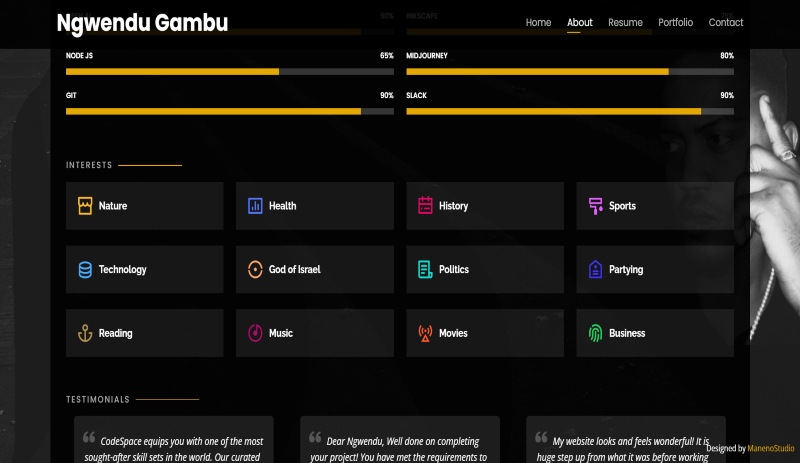 Ngwendu Gambu
Home About Resume Portfolio Contact
50% INKSCAPE
NODE JS 65% MIDJOURNEY 80%
GIT 90% SLACK 90%
INTERESTS
Nature Health History Sports
Technology God of Israel Politics Partying
Reading Music Movies Business
TESTIMONIALS
CodeSpace equips you with one of the most
sought-after skill sets in the world. Our curated
Dear Ngwendu, Well done on completing
your project! You have met the requirements to
My website looks and feels wonderful! It is
huge step up from what it was before working
Designed by ManenoStudio